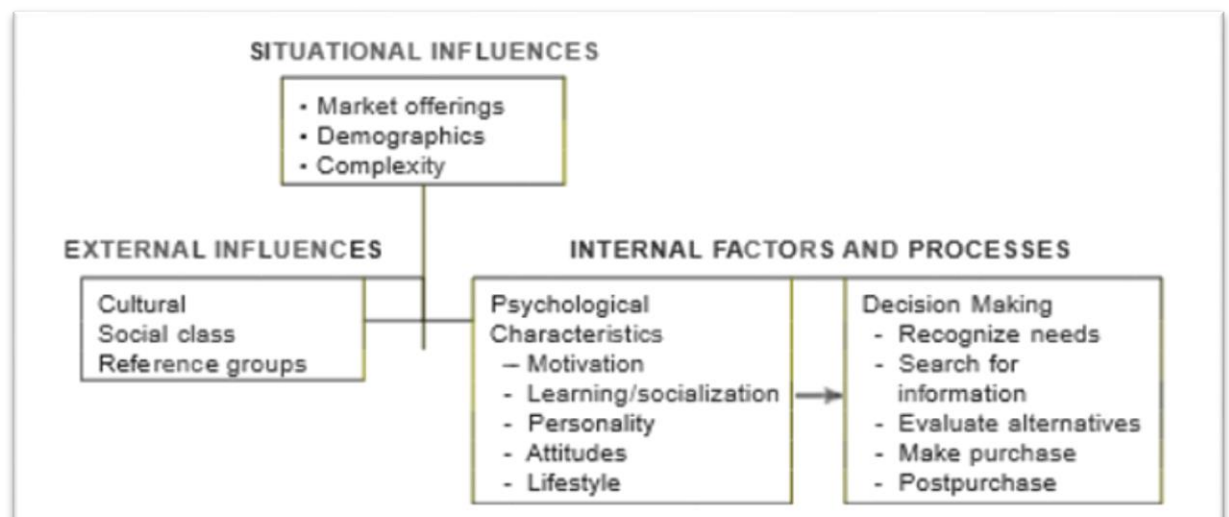 SITUATIONAL INFLUENCES
• Market offerings
• Demographics
• Complexity
EXTERNAL INFLUENCES
Cultural
Social class
Reference groups
INTERNAL FACTORS AND PROCESSES
Psychological
Characteristics
– Motivation
- Learning/socialization
- Personality
- Attitudes
- Lifestyle
Decision Making
- Recognize needs
- Search for
information
- Evaluate alternatives
- Make purchase
- Postpurchase